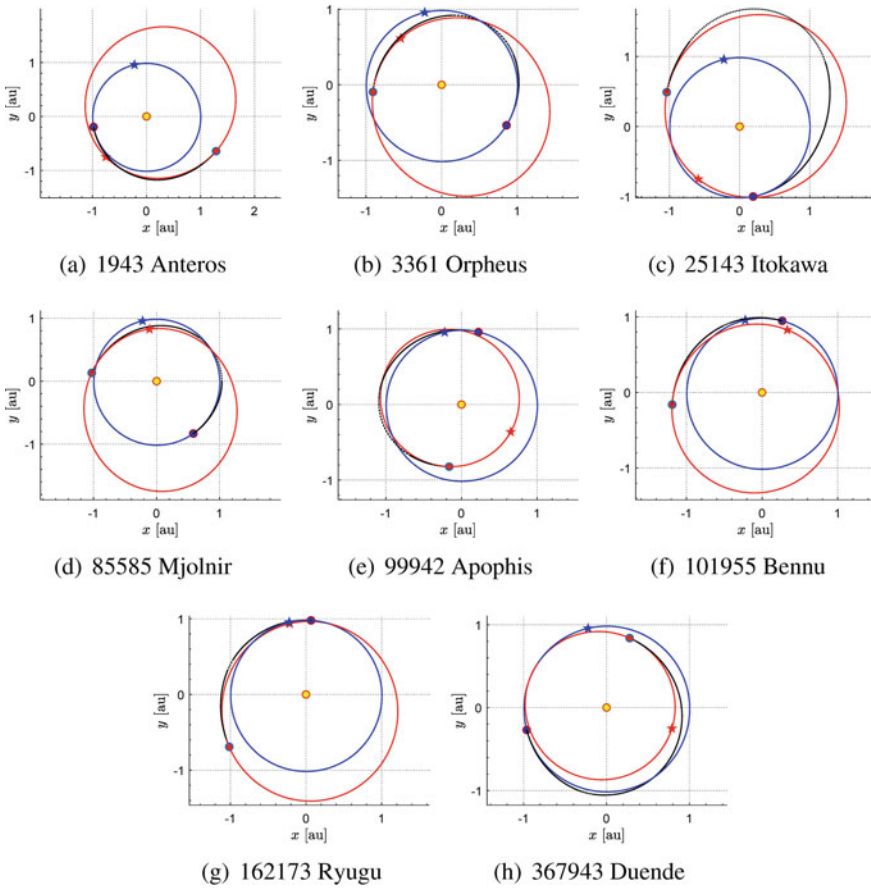 y [au]
1
0
-1
-1 0 1 2
x [au]
(a) 1943 Anteros
y [au]
1
0
-1
-1 0 1
x [au]
(b) 3361 Orpheus
y [au]
1
0
-1
-1 0 1
x [au]
(c) 25143 Itokawa
y [au]
1
0
-1
-1 0 1
x [au]
(d) 85585 Mjolnir
y [au]
1
0
-1
-1 0 1
x [au]
(e) 99942 Apophis
y [au]
1
0
-1
-1 0 1
x [au]
(f) 101955 Bennu
y [au]
1
0
-1
-1 0 1
x [au]
(g) 162173 Ryugu
y [au]
1
0
-1
-1 0 1
x [au]
(h) 367943 Duende